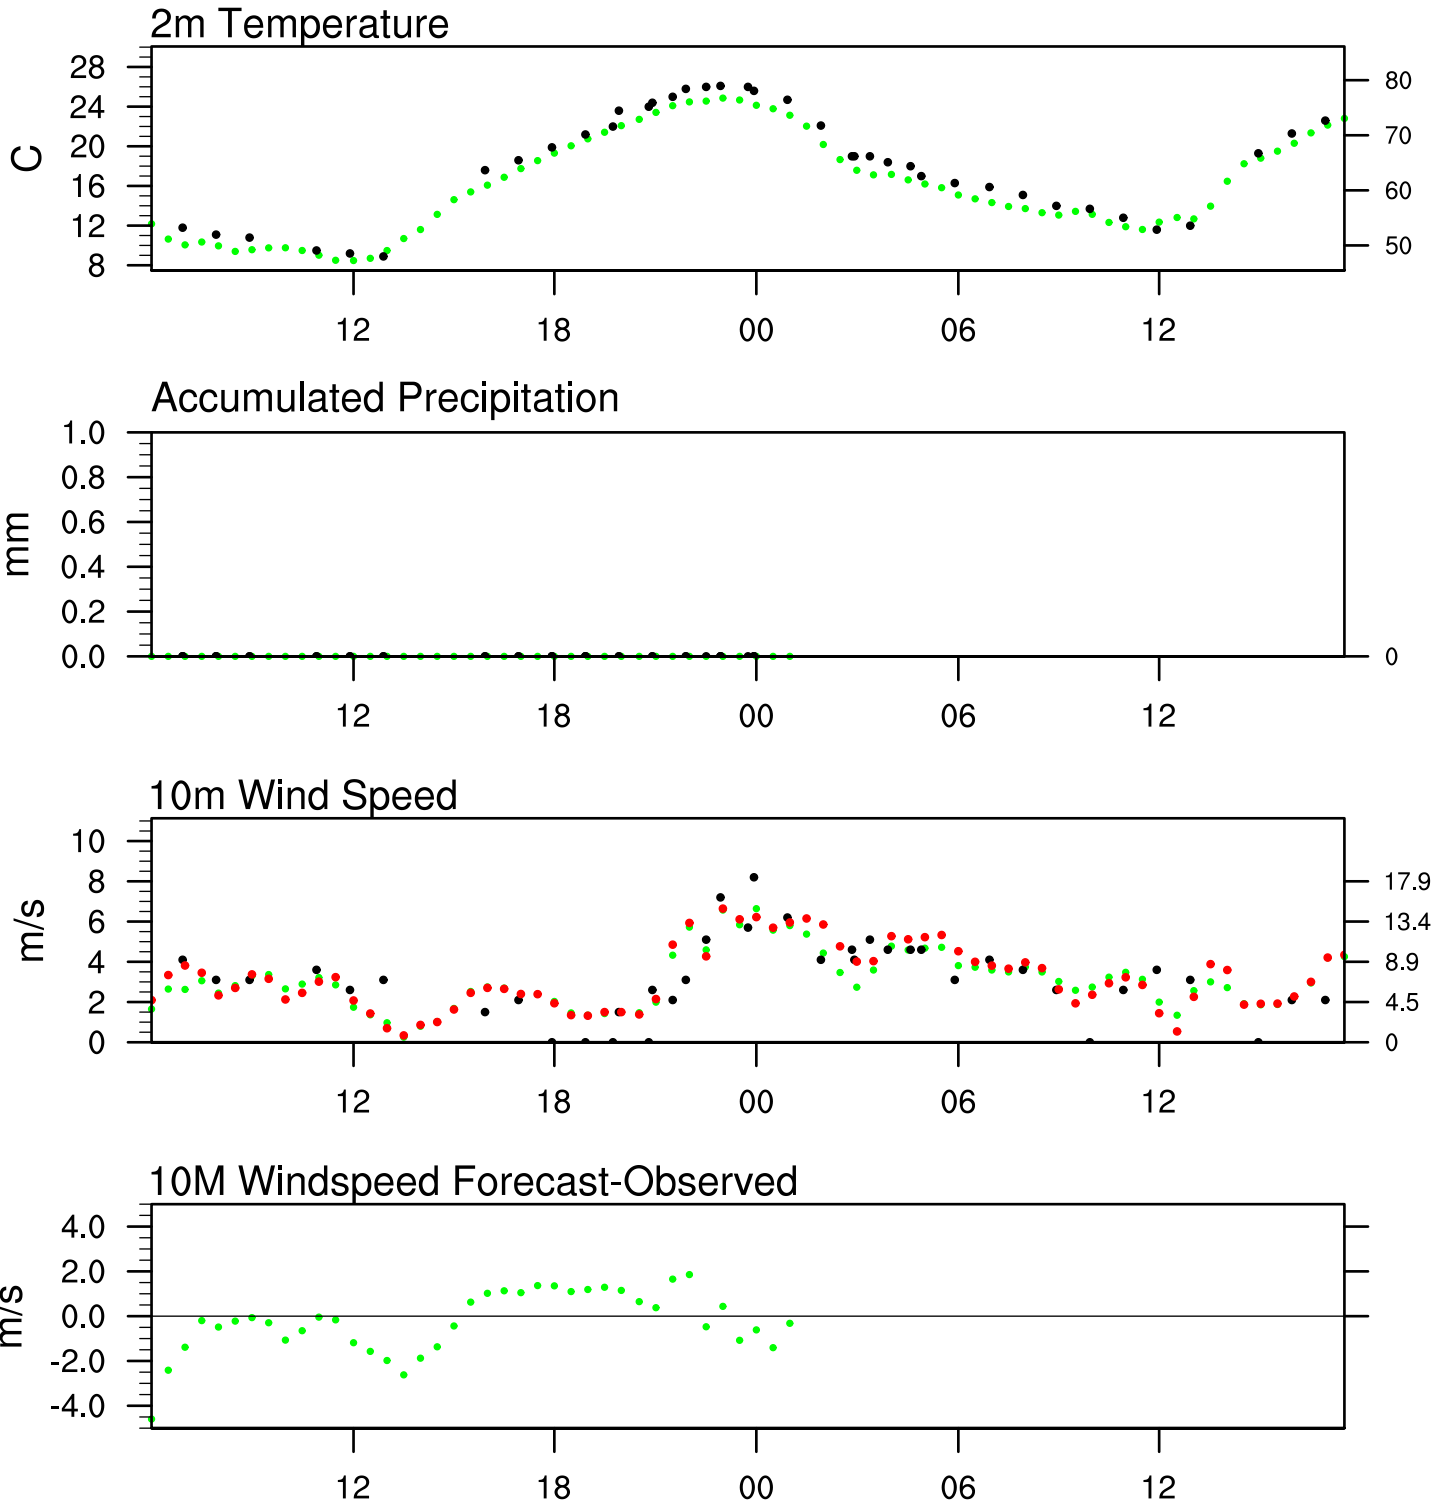 2m Temperature
28
24
20
16
12
8
C
80
70
60
50
12 18 00 06 12
Accumulated Precipitation
1.0
0.8
0.6
0.4
0.2
0.0
mm
0
12 18 00 06 12
10m Wind Speed
10
8
6
4
2
0
m/s
17.9
13.4
8.9
4.5
0
12 18 00 06 12
10M Windspeed Forecast-Observed
4.0
2.0
0.0
-2.0
-4.0
m/s
12 18 00 06 12